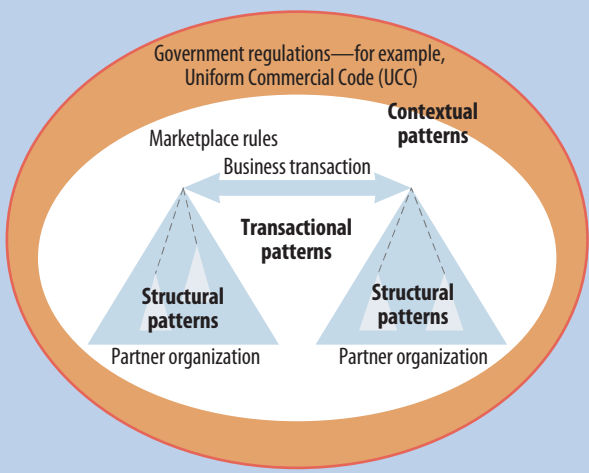 Government regulations—for example,
Uniform Commercial Code (UCC)
Contextual
patterns
Marketplace rules
Business transaction
Transactional
patterns
Structural
patterns
Structural
patterns
Partner organization
Partner organization